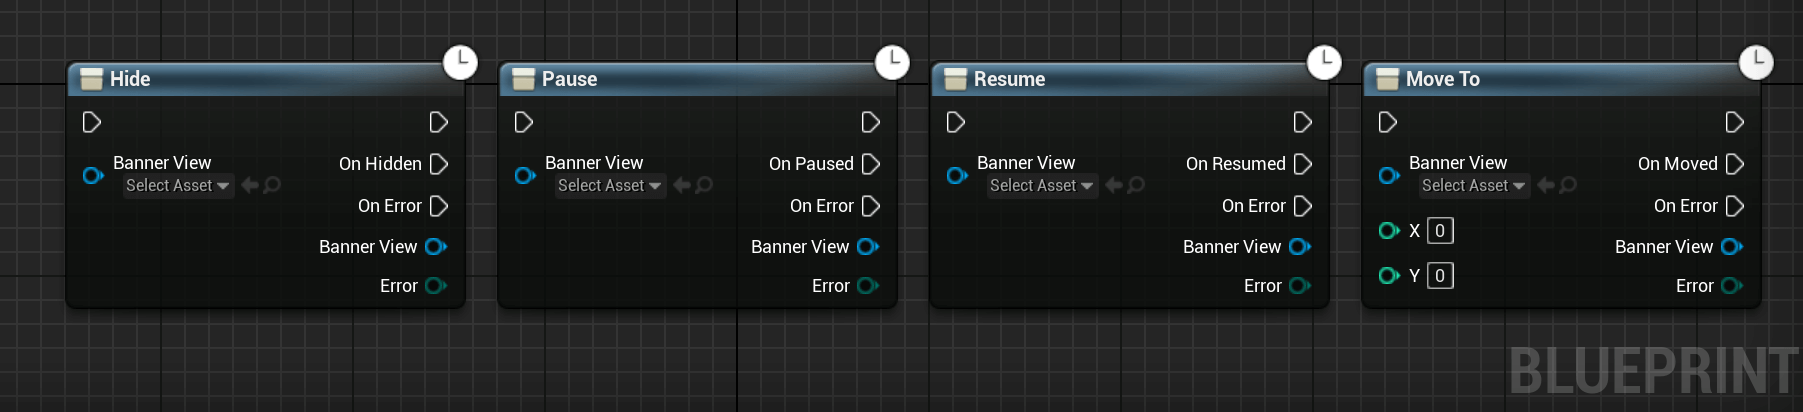 Hide
Banner View
Select Asset
On Hidden
On Error
Banner View
Error
Pause
Banner View
Select Asset
On Paused
On Error
Banner View
Error
Resume
Banner View
Select Asset
On Resumed
On Error
Banner View
Error
Move To
Banner View
Select Asset
X 0
Y 0
On Moved
On Error
Banner View
Error
BLUEPRINT